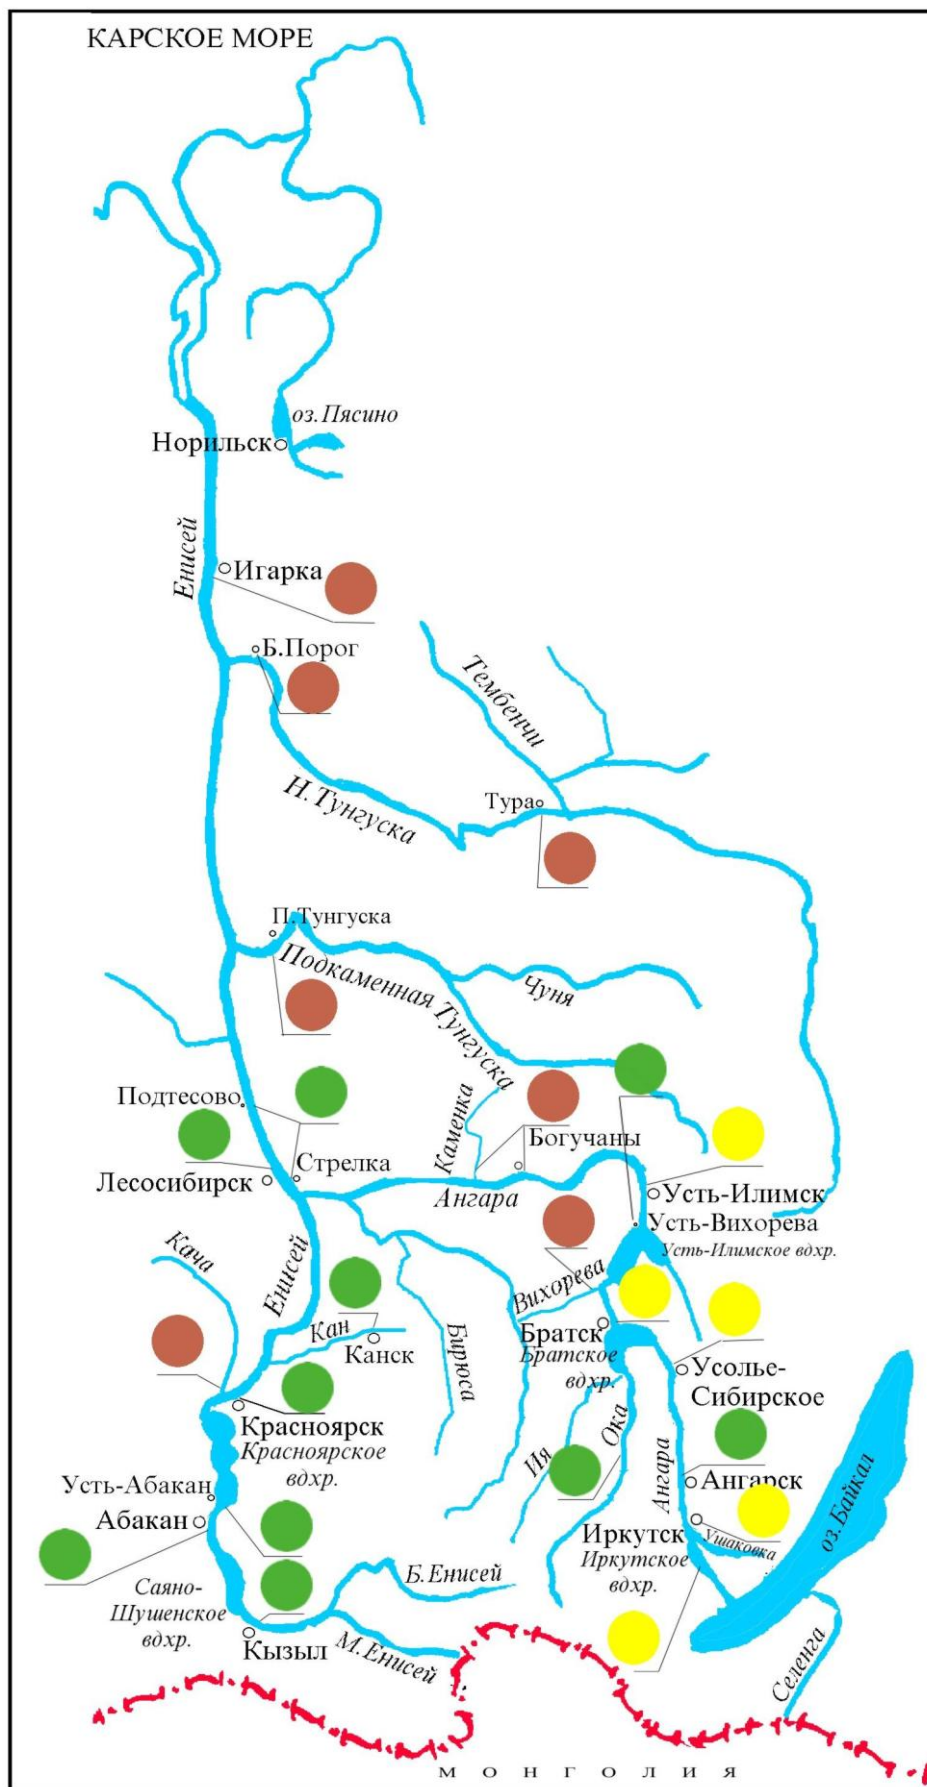 КАРСКОЕ МОРЕ
оз.Пясино
Норильск
Енисей
Игарка
Б.Порог
Тембенчи
Н.Тунгуска
Тура
П.Тунгуска
Подкаменная Тунгуска
Чуня
Подтесово
Лесосибирск
Стрелка
Каменка
Богучаны
Ангара
Усть-Илимск
Усть-Вихорева
Усть-Илимское вдхр.
Кача
Енисей
Кан
Канск
Бирюса
Вихорева
Братск
Братское
вдхр.
Усолье-
Сибирское
Красноярск
Красноярское
вдхр.
Ия
Ока
Ангара
Ангарск
оз.Байкал
Усть-Абакан
Абакан
Иркутск
Ушаковка
Иркутское
вдхр.
Саяно-
Шушенское
вдхр.
Б.Енисей
Кызыл
М.Енисей
Селенга
МОНГОЛИЯ